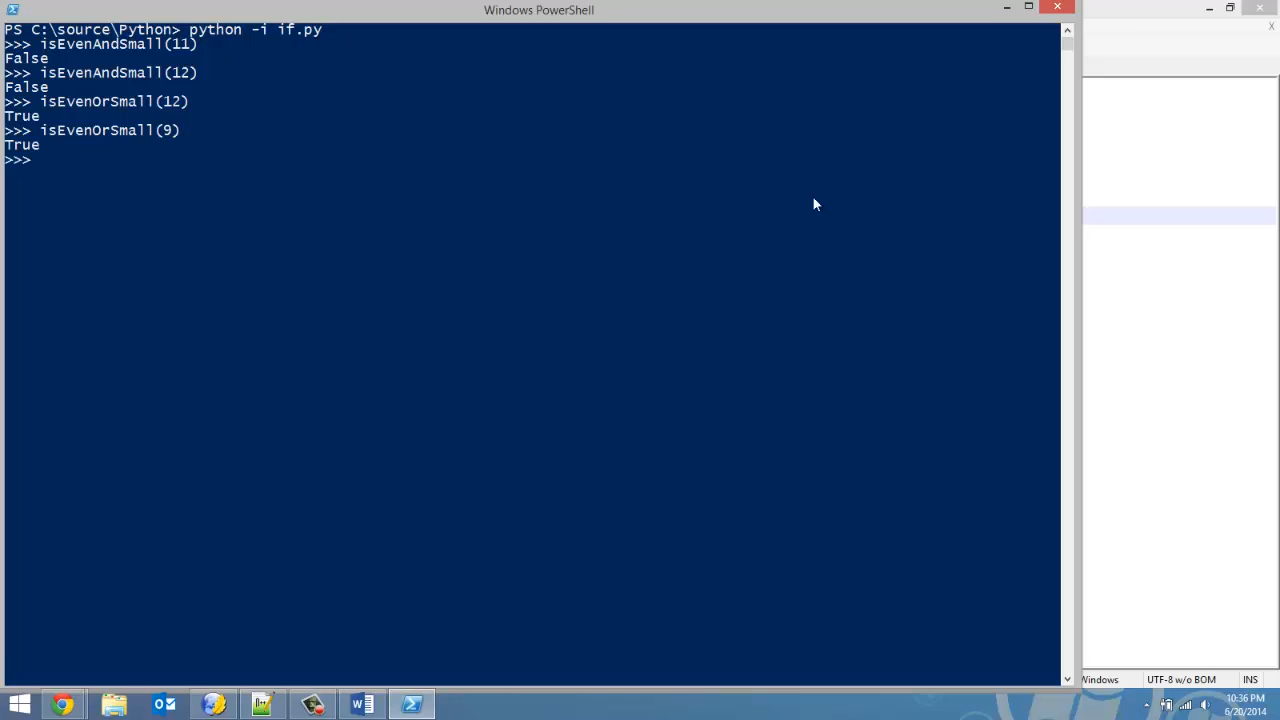 Windows PowerShell
PS C:\source\Python> python -i if.py
>>> isEvenAndSmall(11)
False
>>> isEvenAndSmall(12)
False
>>> isEvenOrSmall(12)
True
>>> isEvenOrSmall(9)
True
>>>
Windows UTF-8 w/o BOM INS
10:36 PM
6/20/2014